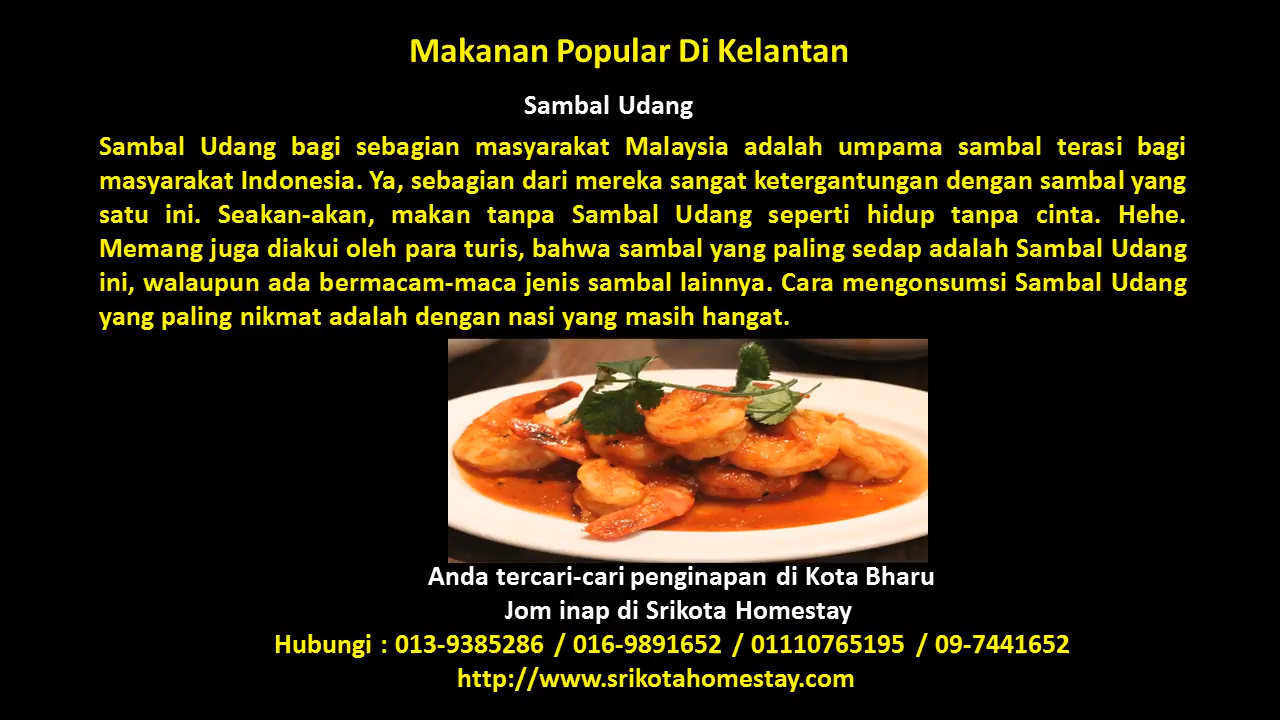 Makanan Popular Di Kelantan
Sambal Udang
Sambal Udang bagi sebagian masyarakat Malaysia adalah umpama sambal terasi bagi
masyarakat Indonesia. Ya, sebagian dari mereka sangat ketergantungan dengan sambal yang
satu ini. Seakan-akan, makan tanpa Sambal Udang seperti hidup tanpa cinta. Hehe.
Memang juga diakui oleh para turis, bahwa sambal yang paling sedap adalah Sambal Udang
ini, walaupun ada bermacam-maca jenis sambal lainnya. Cara mengonsumsi Sambal Udang
yang paling nikmat adalah dengan nasi yang masih hangat.
Anda tercari-cari penginapan di Kota Bharu
Jom inap di Srikota Homestay
Hubungi : 013-9385286 / 016-9891652 / 01110765195 / 09-7441652
http://www.srikotahomestay.com